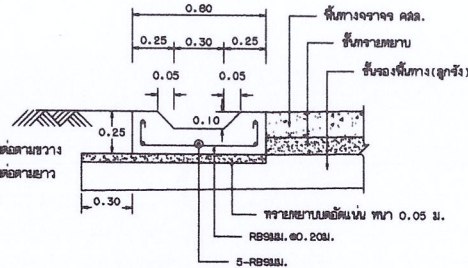 0.80
พื้นทางจราจร คสล.
0.25 0.30 0.25
ชั้นทรายหยาบ
0.05 0.05
ชั้นรองพื้นทาง(ลูกรัง)
0.10
0.25
ต่อตามขวาง
ต่อตามยาว
0.30
ทรายหยาบบดอัดแน่น หนา 0.05 ม.
RB9มม.@0.20ม.
5-RB9มม.